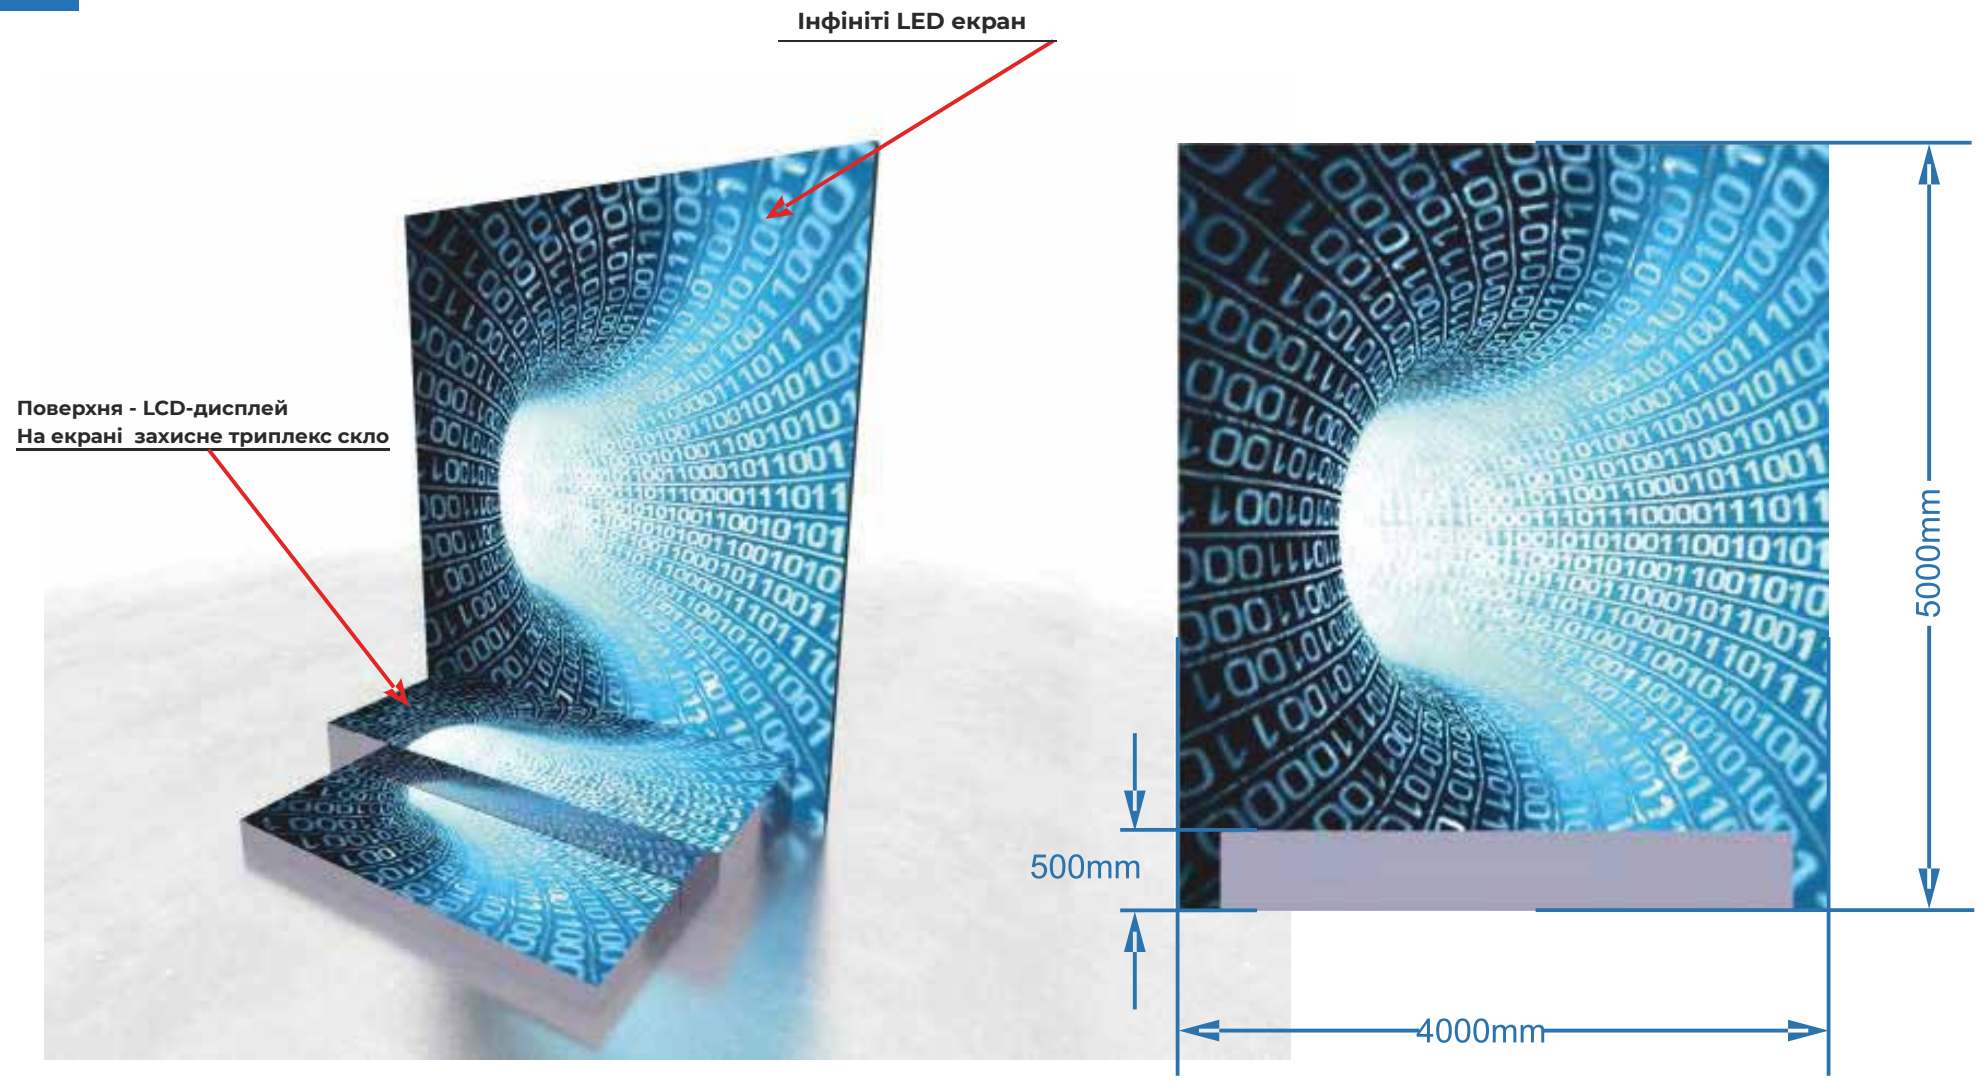 Інфініті LED екран
Поверхня - LCD-дисплей
На екрані захисне триплекс скло
5000mm
500mm
4000mm